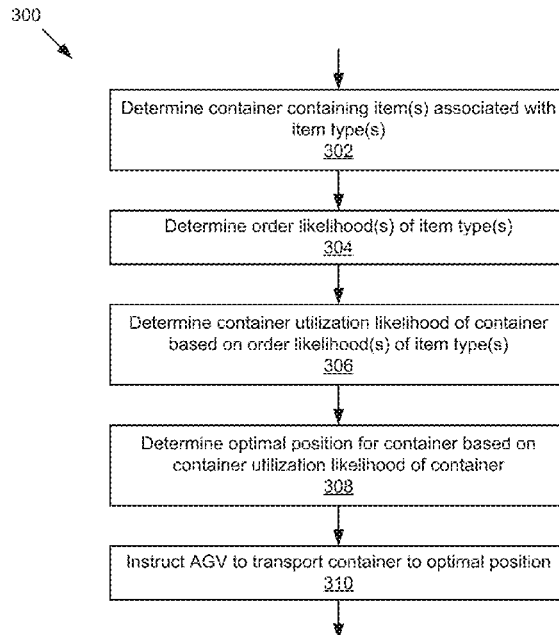 300
Determine container containing item(s) associated with
item type(s)
302
Determine order likelihood(s) of item type(s)
304
Determine container utilization likelihood of container
based on order likelihood(s) of item type(s)
306
Determine optimal position for container based on
container utilization likelihood of container
308
Instruct AGV to transport container to optimal position
310